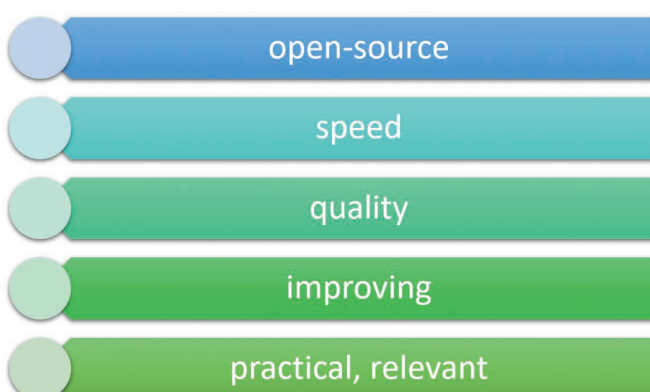 open-source
speed
quality
improving
practical, relevant